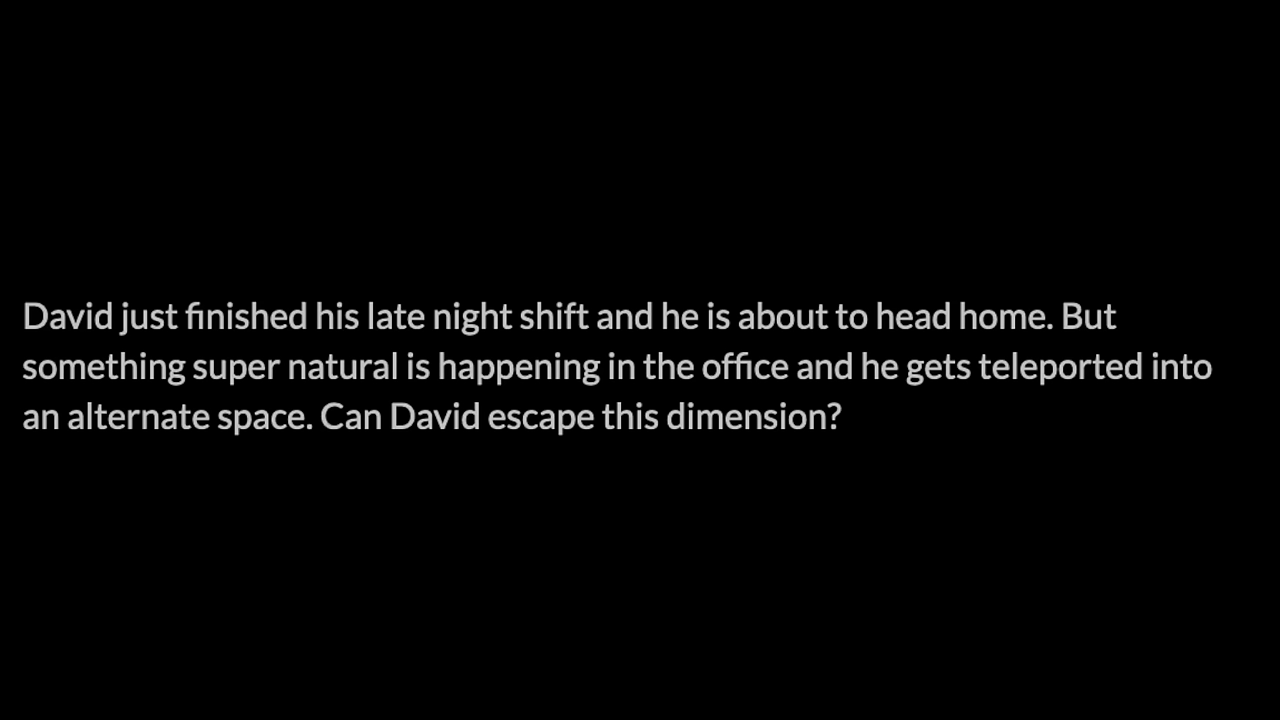 David just finished his late night shift and he is about to head home. But
something super natural is happening in the office and he gets teleported into
an alternate space. Can David escape this dimension?